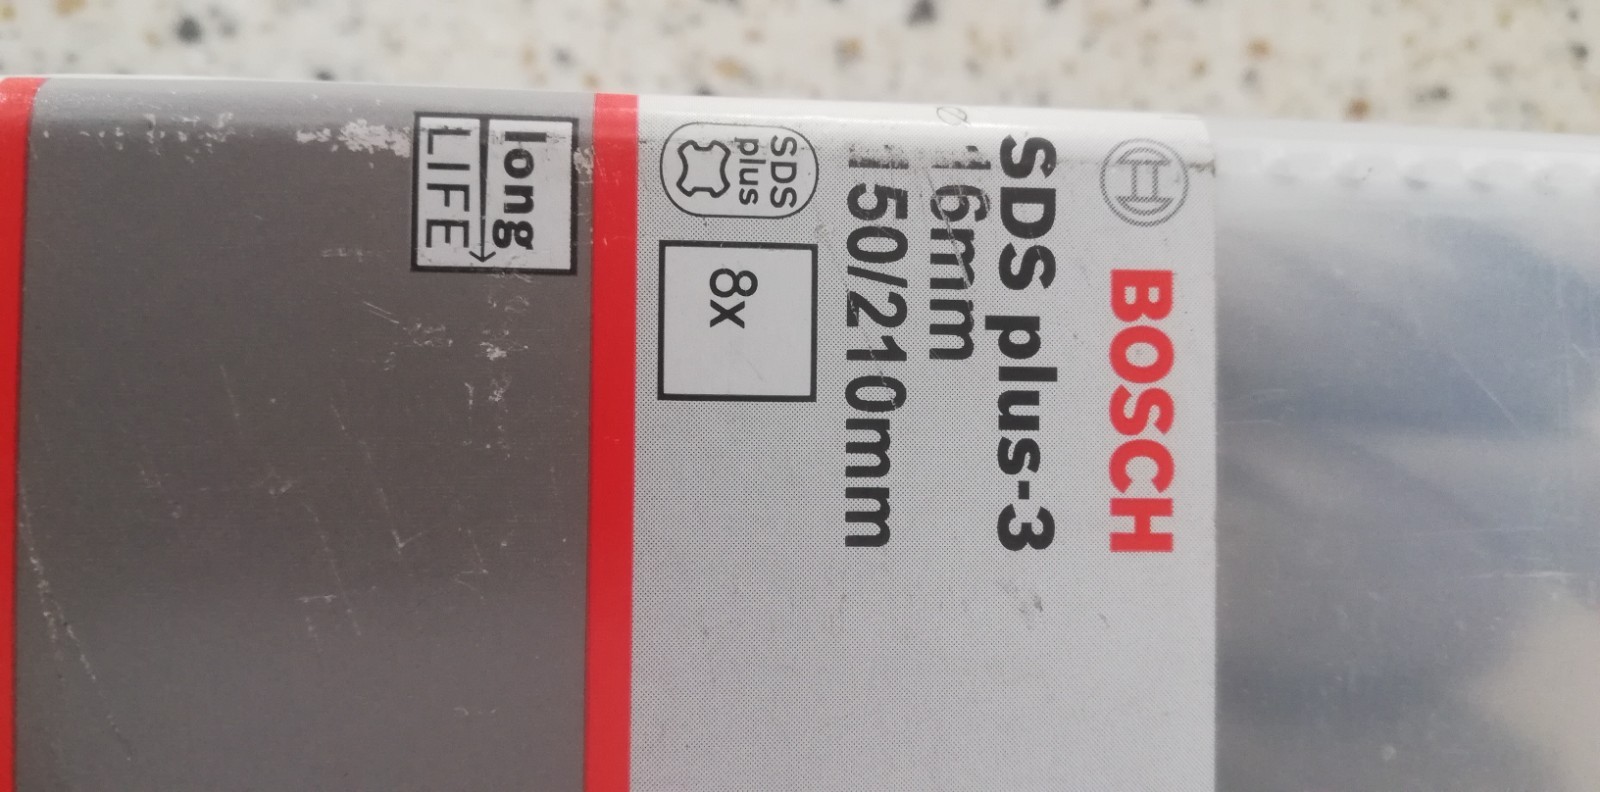 BOSCH
SDS plus-3
ø 16mm
150/210mm
SDS
plus
8x
long
LIFE